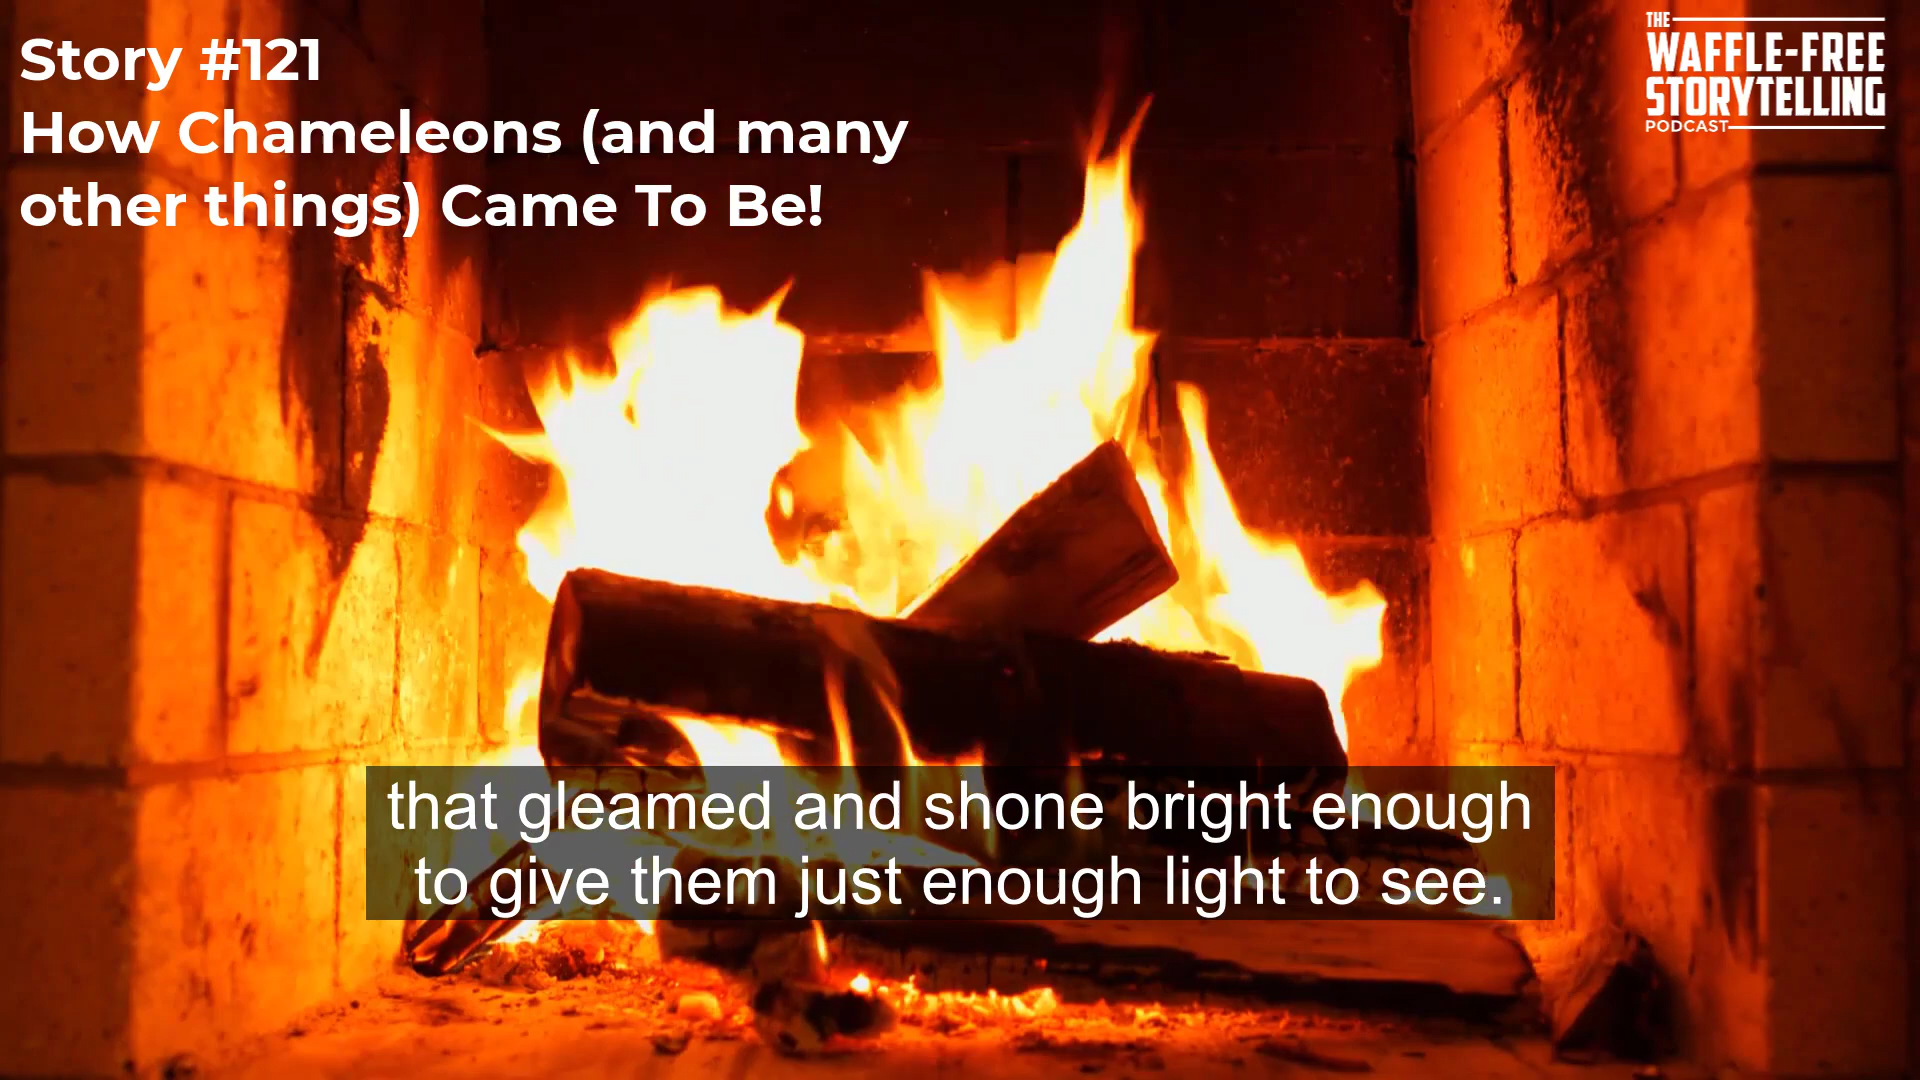 Story #121
How Chameleons (and many
other things) Came To Be!
THE
WAFFLE-FREE
STORYTELLING
PODCAST
that gleamed and shone bright enough
to give them just enough light to see.